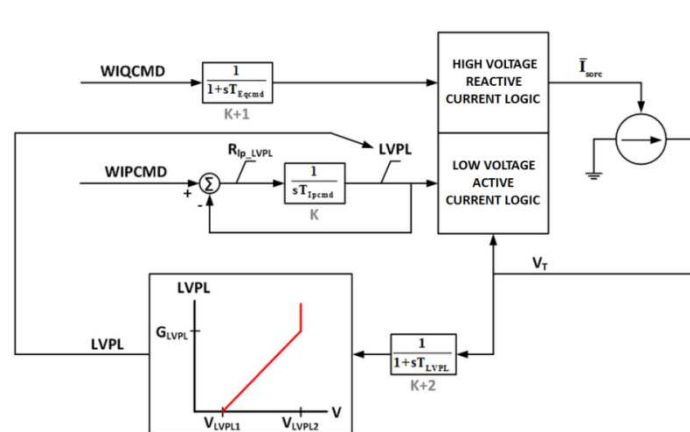 HIGH VOLTAGE
REACTIVE
CURRENT LOGIC
LOW VOLTAGE
ACTIVE
CURRENT LOGIC
WIQCMD
1
1+sT_Eqcmd
K+1
Ī_sorc
R_Ip_LVPL
LVPL
WIPCMD
+
Σ
-
1
sT_Ipcmd
K
V_T
LVPL
G_LVPL
LVPL
V_LVPL1
V_LVPL2
V
1
1+sT_LVPL
K+2